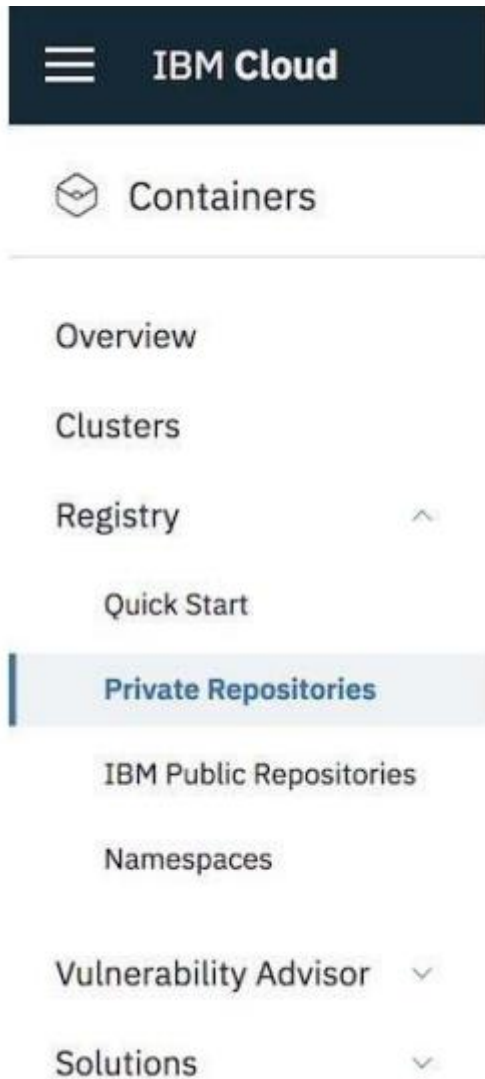 IBM Cloud
Containers
Overview
Clusters
Registry
Quick Start
Private Repositories
IBM Public Repositories
Namespaces
Vulnerability Advisor
Solutions